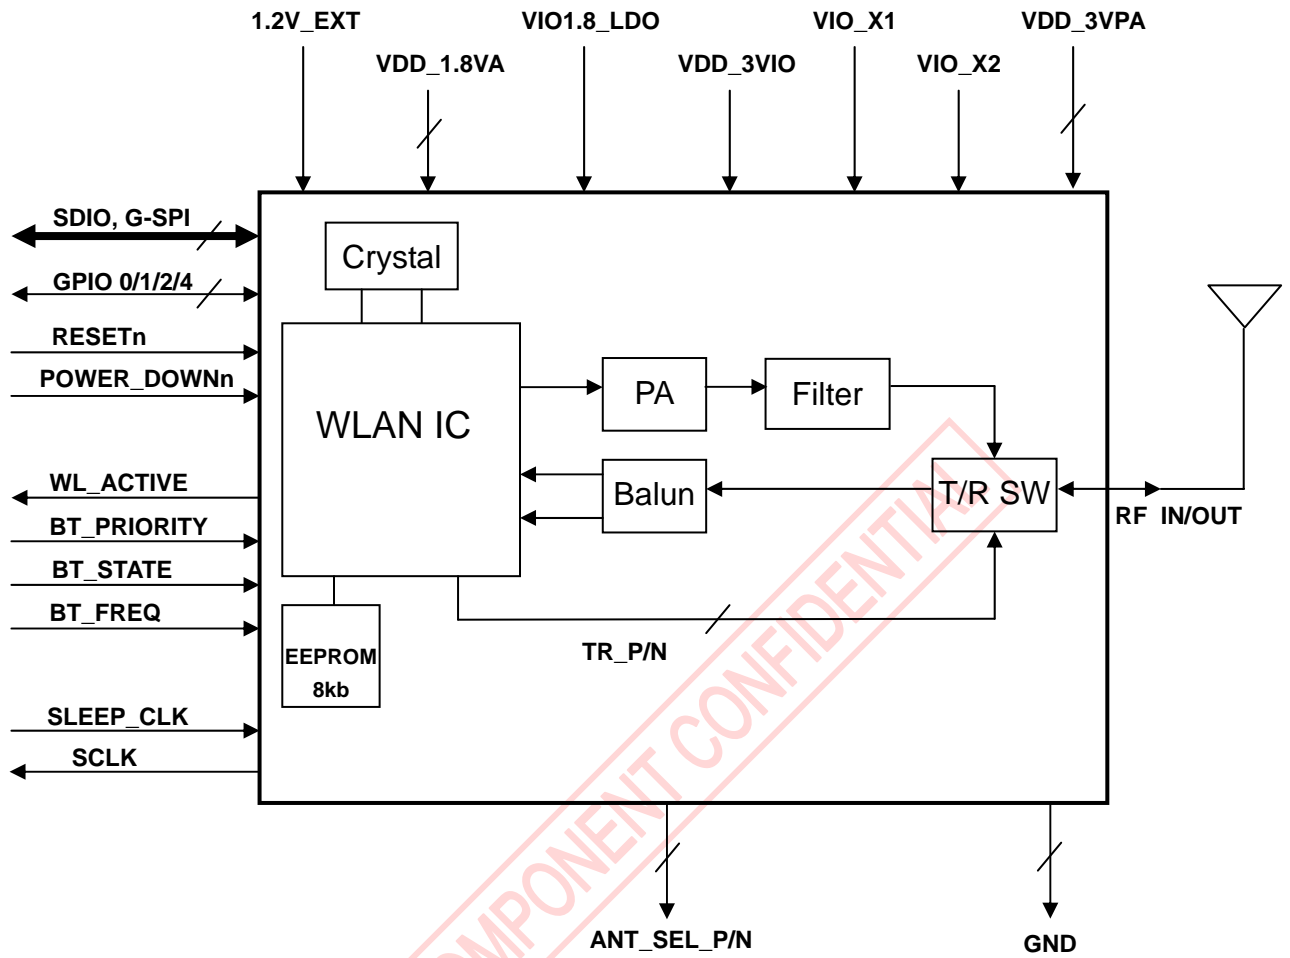 1.2V_EXT
VIO1.8_LDO
VIO_X1
VDD_3VPA
VDD_1.8VA
VDD_3VIO
VIO_X2
SDIO, G-SPI
GPIO 0/1/2/4
RESETn
POWER_DOWNn
WL_ACTIVE
BT_PRIORITY
BT_STATE
BT_FREQ
SLEEP_CLK
SCLK
Crystal
WLAN IC
PA
Filter
Balun
T/R SW
RF IN/OUT
EEPROM
8kb
TR_P/N
ANT_SEL_P/N
GND
COMPONENT CONFIDENTIAL